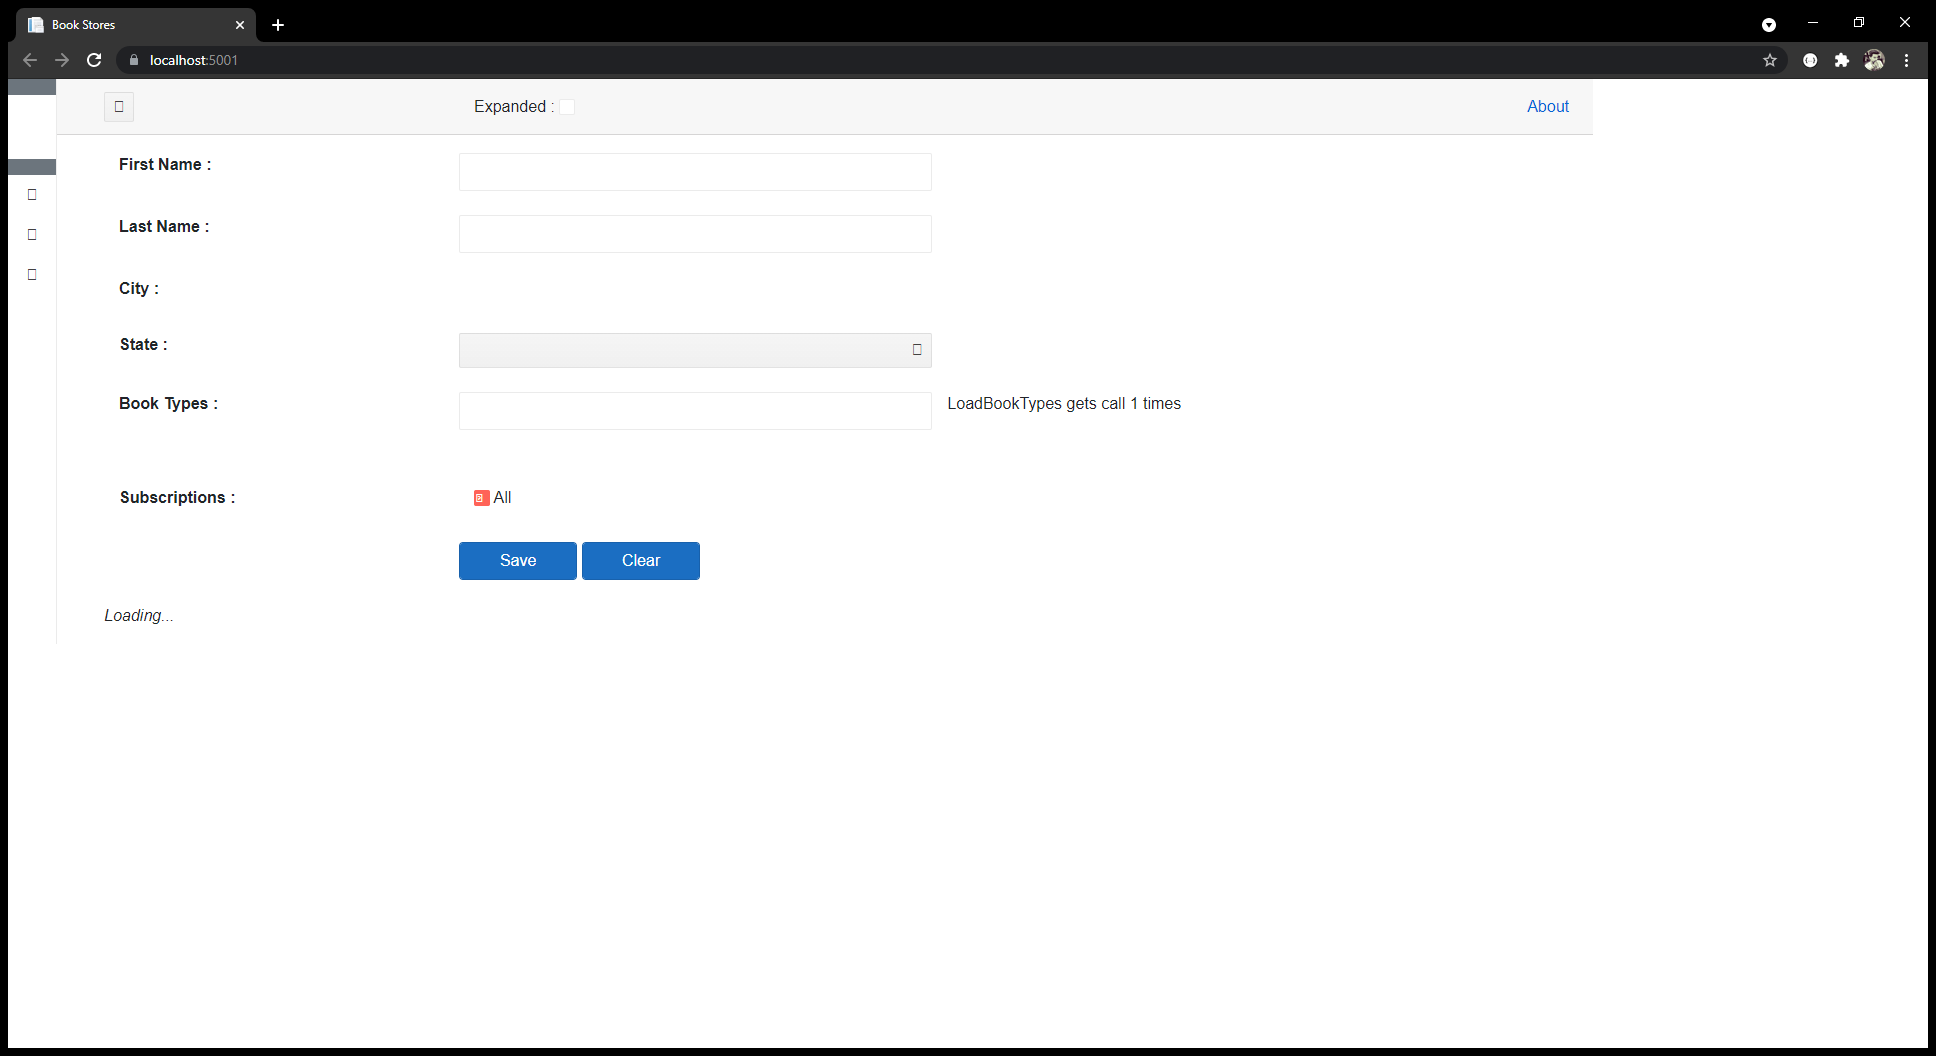 Book Stores
localhost:5001
Expanded :
About
First Name :
Last Name :
City :
State :
Book Types :
LoadBookTypes gets call 1 times
Subscriptions :
All
Save
Clear
Loading...